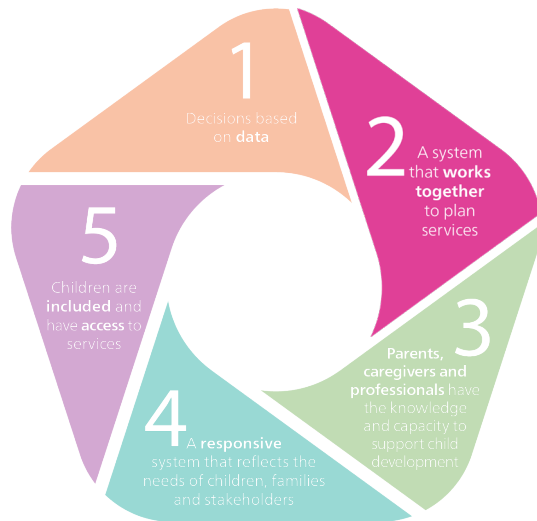 1
Decisions based
on data
2
A system
that works
together
to plan
services
3
Parents,
caregivers and
professionals have
the knowledge
and capacity to
support child
development
4
A responsive
system that reflects the
needs of children, families
and stakeholders
5
Children are
included and
have access to
services